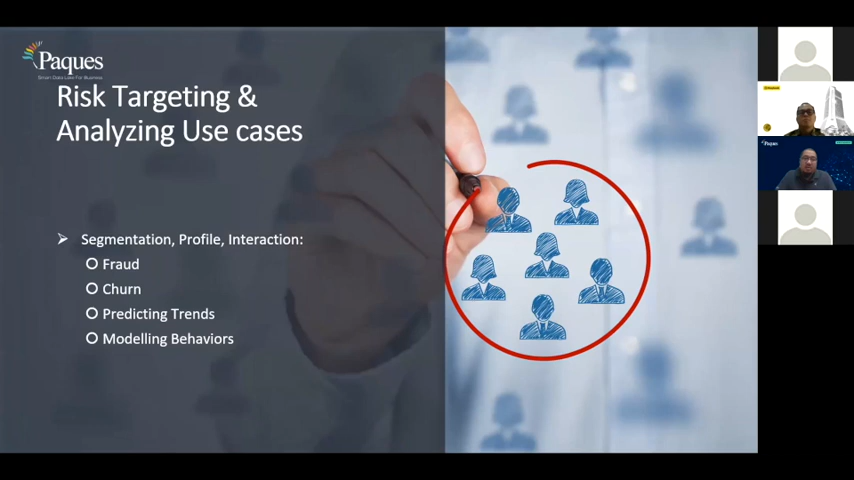 Paques
Smart Data Lake For Business
Risk Targeting &
Analyzing Use cases
Segmentation, Profile, Interaction:
Fraud
Churn
Predicting Trends
Modelling Behaviors
Paques